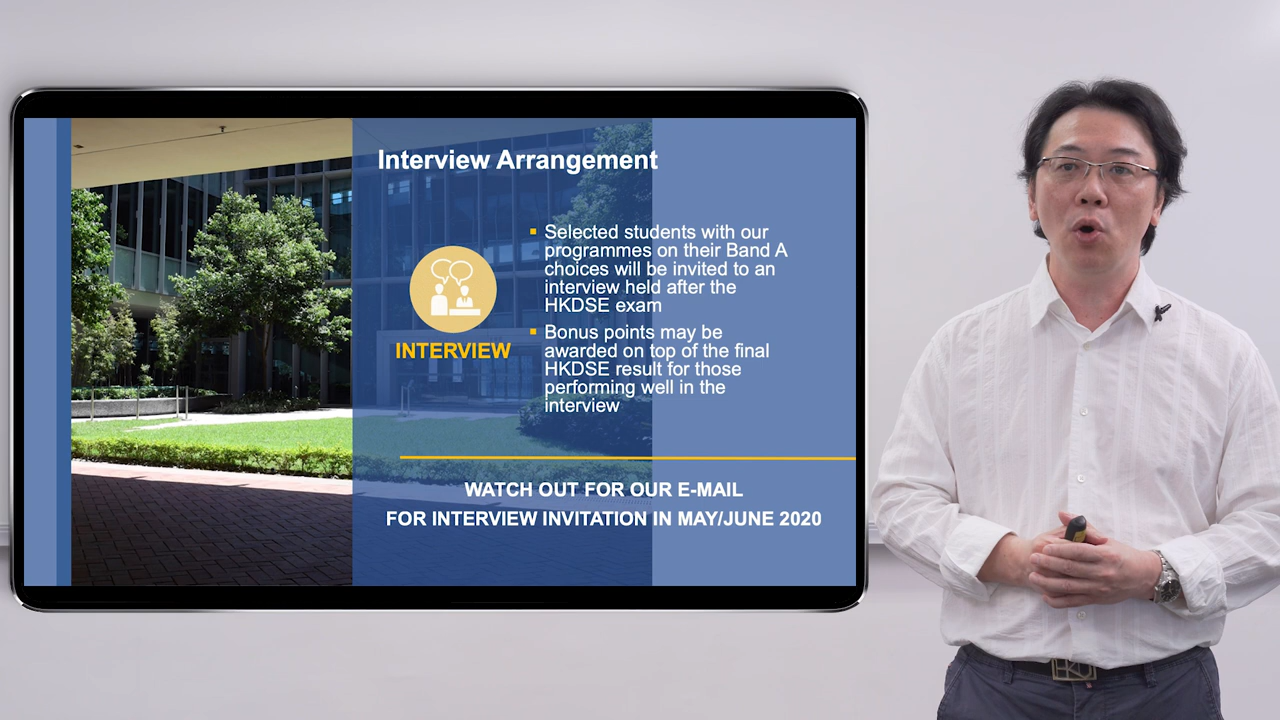 Interview Arrangement
▪ Selected students with our
programmes on their Band A
choices will be invited to an
interview held after the
HKDSE exam
▪ Bonus points may be
awarded on top of the final
HKDSE result for those
performing well in the
interview
INTERVIEW
WATCH OUT FOR OUR E-MAIL
FOR INTERVIEW INVITATION IN MAY/JUNE 2020
HKU